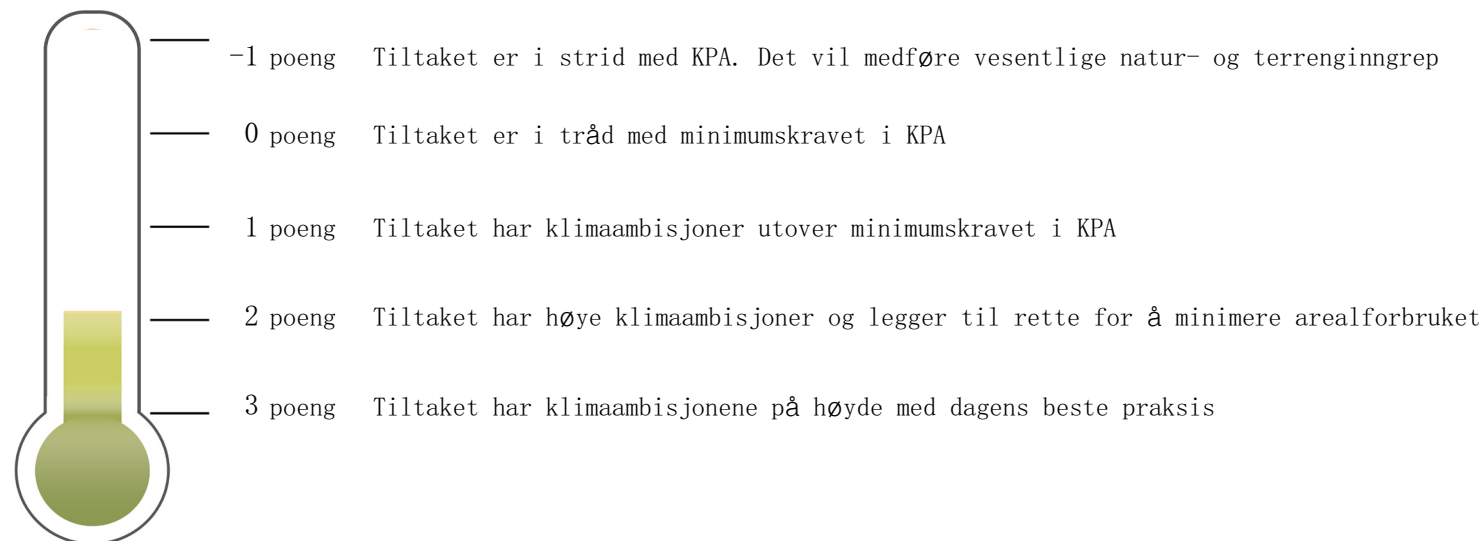 -1 poeng Tiltaket er i strid med KPA. Det vil medføre vesentlige natur- og terrenginngrep
0 poeng Tiltaket er i tråd med minimumskravet i KPA
1 poeng Tiltaket har klimaambisjoner utover minimumskravet i KPA
2 poeng Tiltaket har høye klimaambisjoner og legger til rette for å minimere arealforbruket
3 poeng Tiltaket har klimaambisjonene på høyde med dagens beste praksis